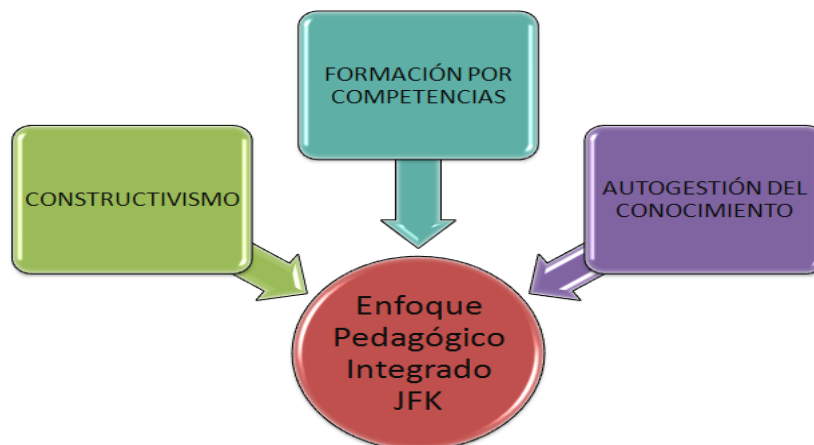 FORMACIÓN POR
COMPETENCIAS
CONSTRUCTIVISMO
AUTOGESTIÓN DEL
CONOCIMIENTO
Enfoque
Pedagógico
Integrado
JFK